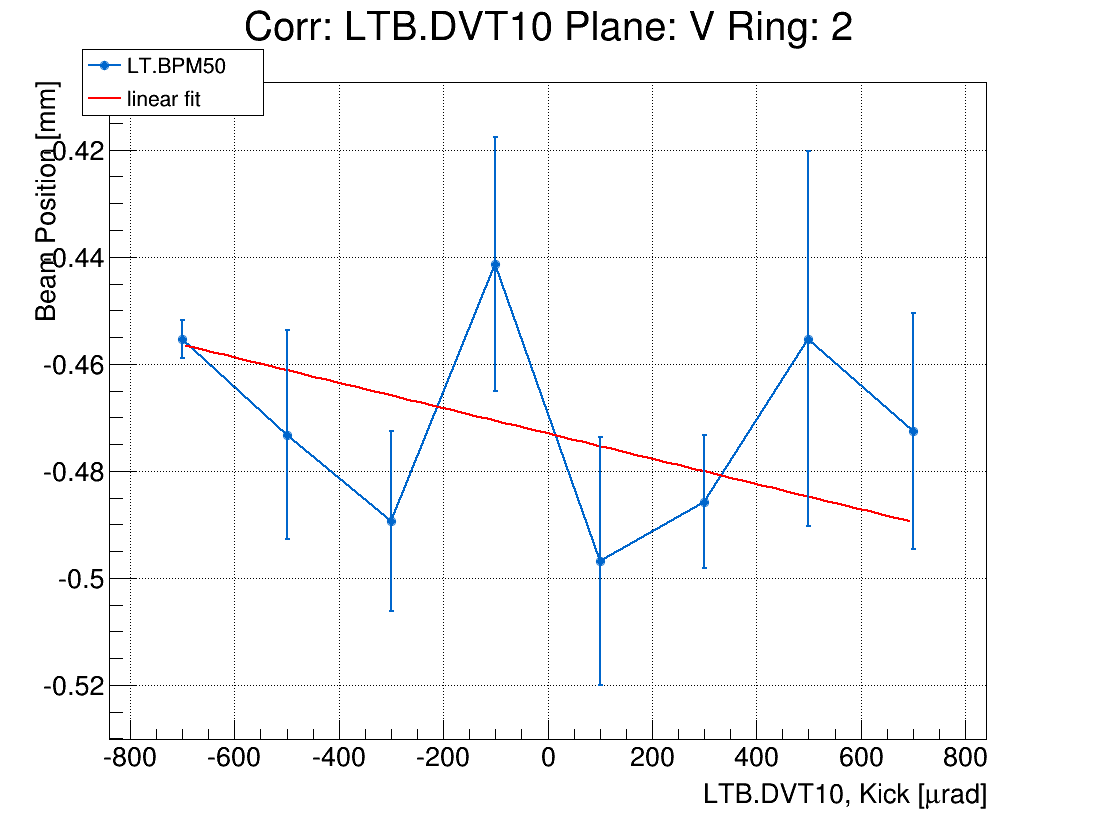 Corr: LTB.DVT10 Plane: V Ring: 2
LT.BPM50
linear fit
Beam Position [mm]
-0.42
-0.44
-0.46
-0.48
-0.5
-0.52
-800 -600 -400 -200 0 200 400 600 800
LTB.DVT10, Kick [μrad]